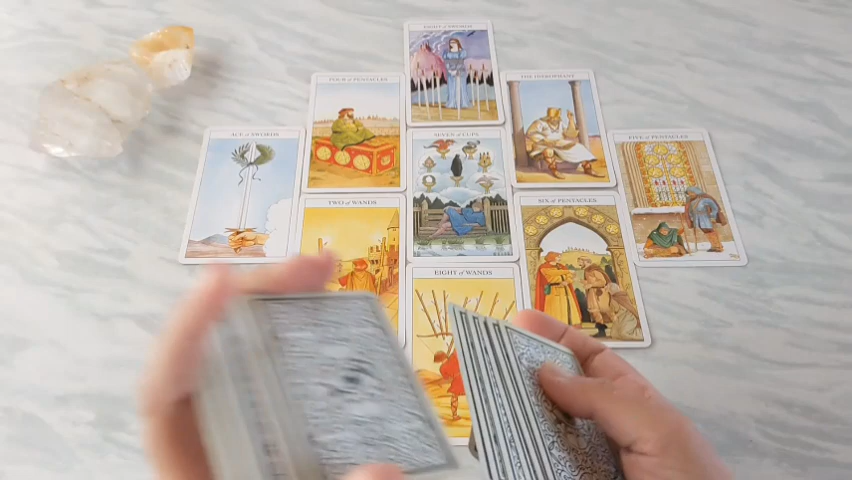 EIGHT of SWORDS
FOUR of PENTACLES
THE HIEROPHANT
ACE of SWORDS
SEVEN of CUPS
FIVE of PENTACLES
TWO of WANDS
SIX of PENTACLES
EIGHT of WANDS